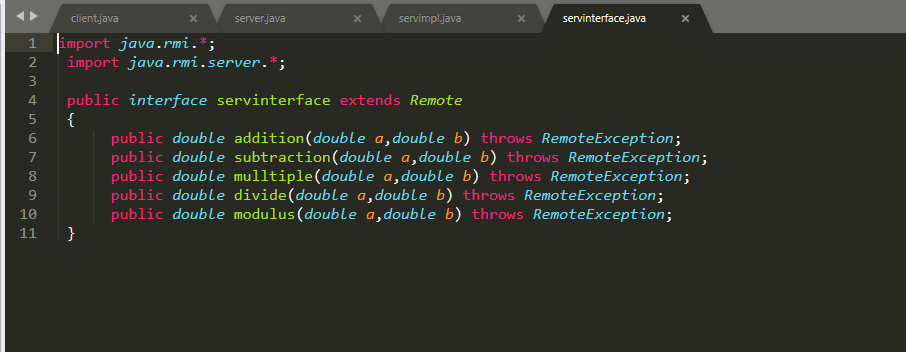 client.java × server.java × servimpl.java × servinterface.java ×
1 import java.rmi.*;
2 import java.rmi.server.*;
3
4 public interface servinterface extends Remote
5 {
6 public double addition(double a,double b) throws RemoteException;
7 public double subtraction(double a,double b) throws RemoteException;
8 public double mulltiple(double a,double b) throws RemoteException;
9 public double divide(double a,double b) throws RemoteException;
10 public double modulus(double a,double b) throws RemoteException;
11 }